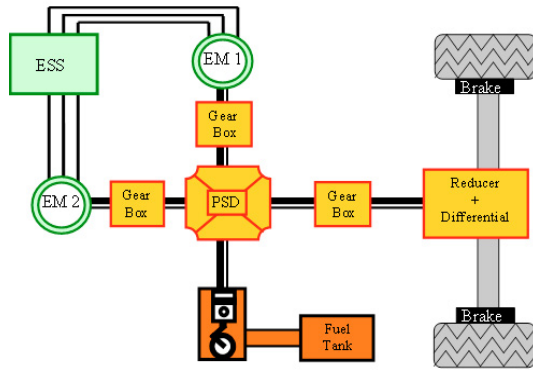 ESS
EM 1
Brake
Gear
Box
EM 2
Gear
Box
PSD
Gear
Box
Reducer
+
Differential
Fuel
Tank
Brake